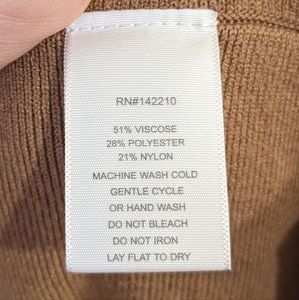 RN#142210
51% VISCOSE
28% POLYESTER
21% NYLON
MACHINE WASH COLD
GENTLE CYCLE
OR HAND WASH
DO NOT BLEACH
DO NOT IRON
LAY FLAT TO DRY